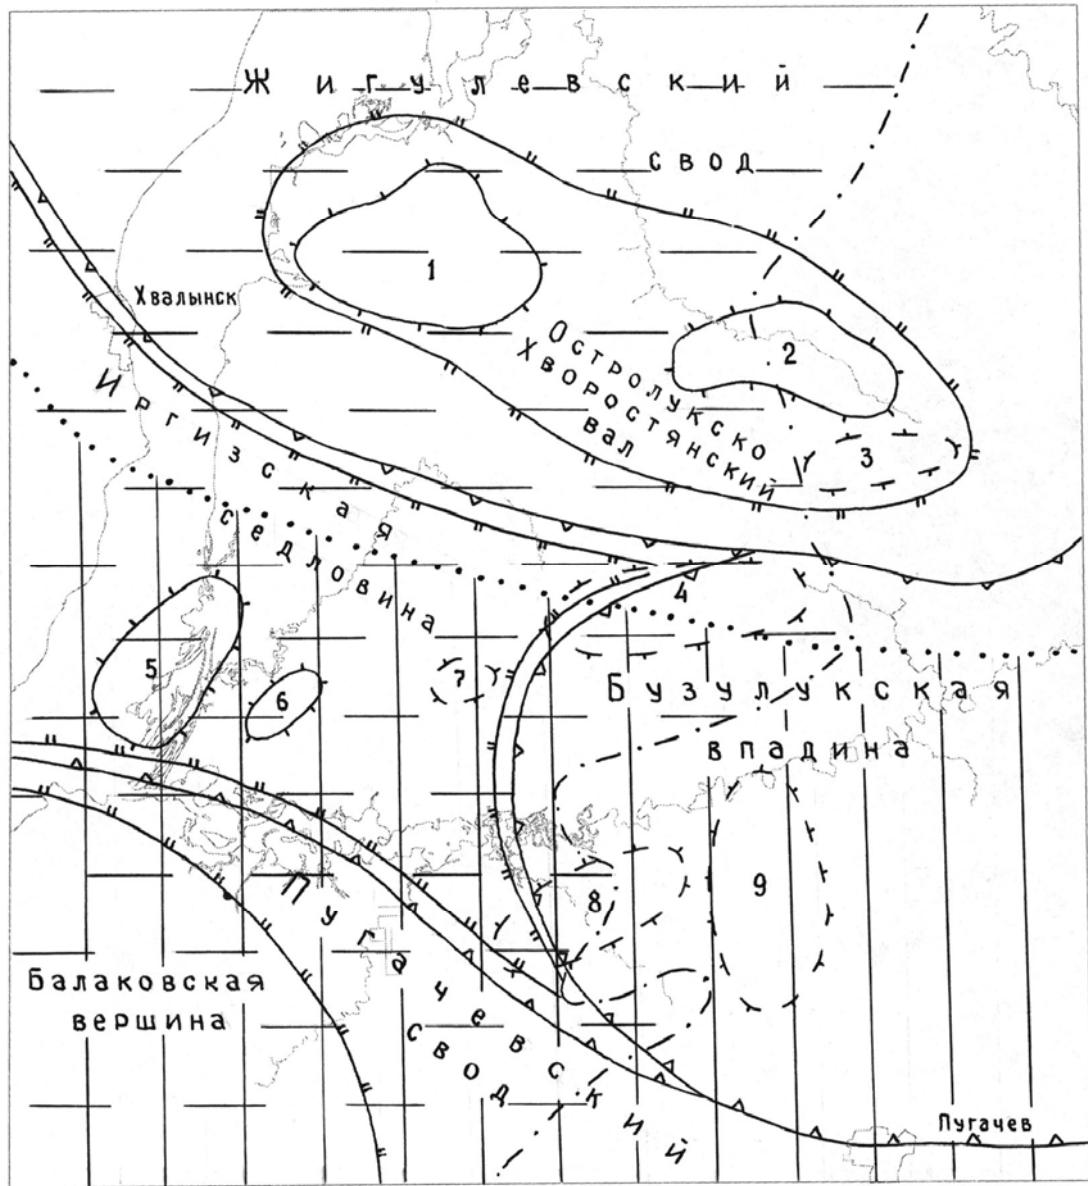 Жигулевский
свод
1
Хвалынск
2
Остролукско
Хворостянский
вал
3
Иргизская
седловина
4
5
6
7
Бузулукская
впадина
8
9
Балаковская
вершина
Пугачевский
свод
Пугачев